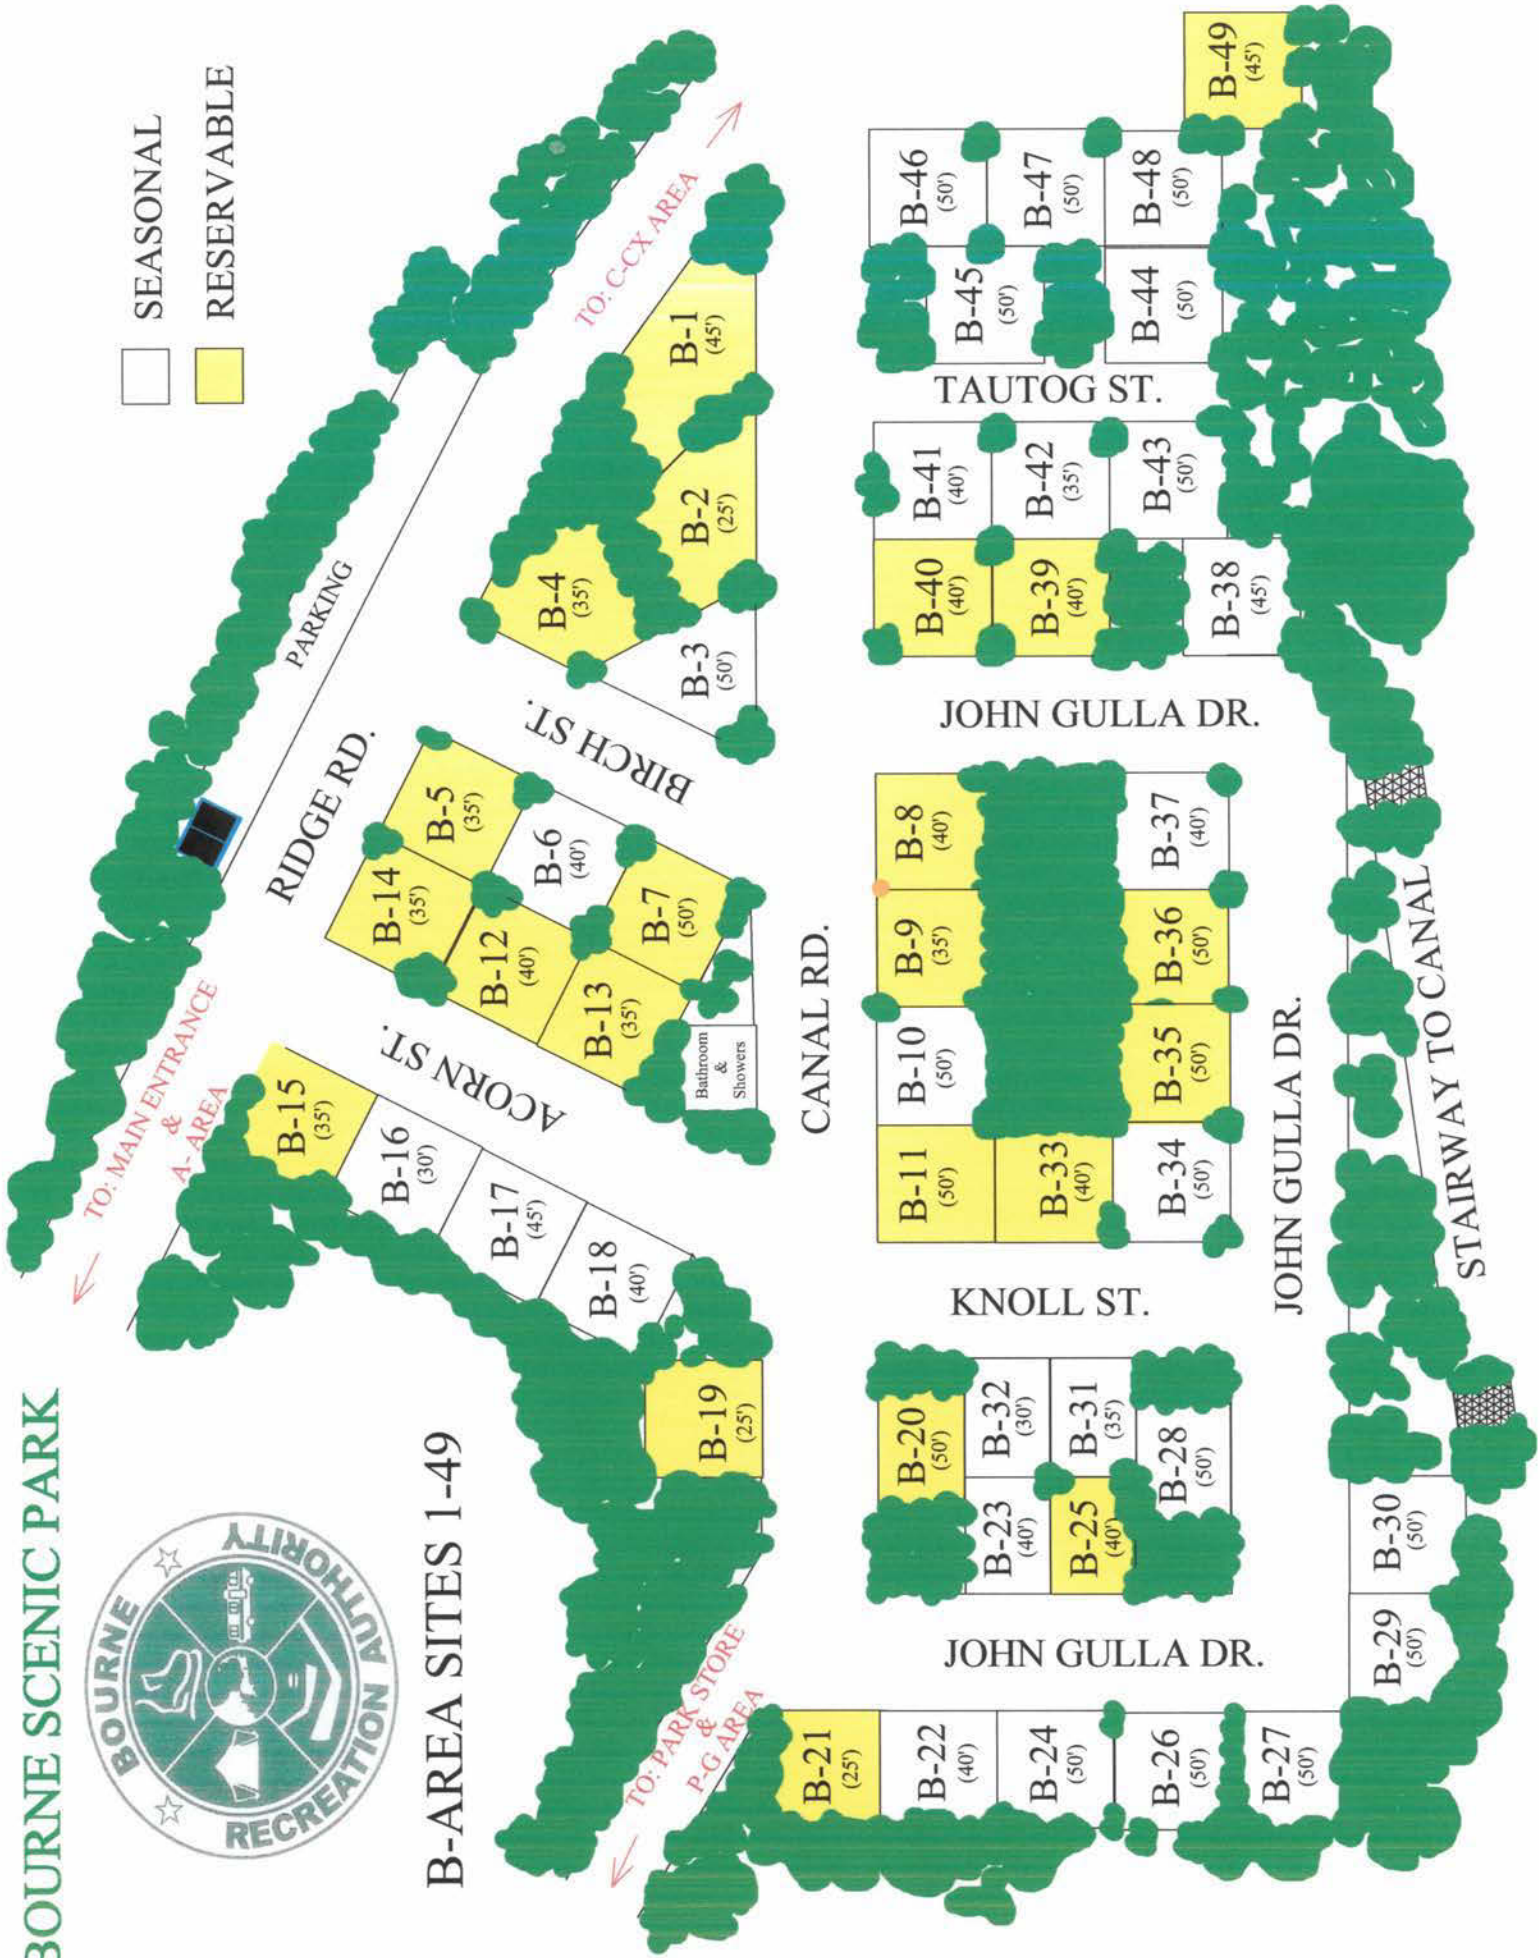 BOURNE SCENIC PARK
BOURNE
RECREATION AUTHORITY
B-AREA SITES 1-49
SEASONAL
RESERVABLE
TO: MAIN ENTRANCE
&
A- AREA
PARKING
RIDGE RD.
TO: C-CX AREA
TO: PARK STORE
&
P-G AREA
B-15
(35')
B-16
(30')
B-17
(45')
B-18
(40')
B-19
(25')
ACORN ST.
B-14
(35')
B-5
(35')
B-12
(40')
B-6
(40')
B-13
(35')
B-7
(50')
Bathroom
&
Showers
BIRCH ST.
B-4
(35')
B-3
(50')
B-2
(25')
B-1
(45')
CANAL RD.
B-21
(25')
B-22
(40')
B-24
(50')
B-26
(50')
B-27
(50')
JOHN GULLA DR.
B-29
(50')
B-30
(50')
B-20
(50')
B-23
(40')
B-32
(30')
B-25
(40')
B-31
(35')
B-28
(50')
KNOLL ST.
B-11
(50')
B-10
(50')
B-9
(35')
B-8
(40')
B-33
(40')
B-34
(50')
B-35
(50')
B-36
(50')
B-37
(40')
JOHN GULLA DR.
JOHN GULLA DR.
B-40
(40')
B-41
(40')
B-39
(40')
B-42
(35')
B-38
(45')
B-43
(50')
TAUTOG ST.
B-45
(50')
B-46
(50')
B-47
(50')
B-44
(50')
B-48
(50')
B-49
(45')
STAIRWAY TO CANAL